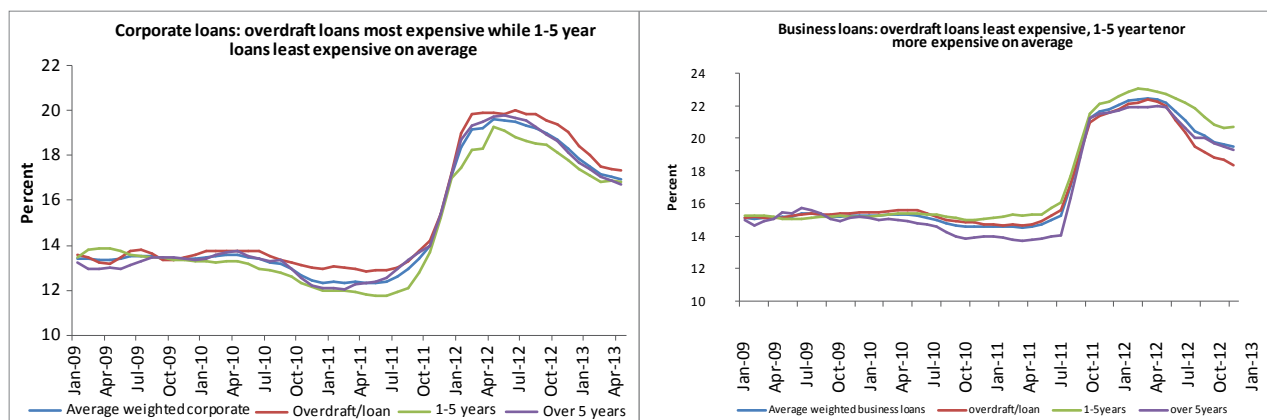 Corporate loans: overdraft loans most expensive while 1-5 year
loans least expensive on average
Percent
22
20
18
16
14
12
10
Jan-09
Apr-09
Jul-09
Oct-09
Jan-10
Apr-10
Jul-10
Oct-10
Jan-11
Apr-11
Jul-11
Oct-11
Jan-12
Apr-12
Jul-12
Oct-12
Jan-13
Apr-13
Average weighted corporate
Overdraft/loan
1-5 years
Over 5 years
Business loans: overdraft loans least expensive, 1-5 year tenor
more expensive on average
Percent
24
22
20
18
16
14
12
10
Jan-09
Apr-09
Jul-09
Oct-09
Jan-10
Apr-10
Jul-10
Oct-10
Jan-11
Apr-11
Jul-11
Oct-11
Jan-12
Apr-12
Jul-12
Oct-12
Jan-13
Average weighted business loans
overdraft/loan
1-5years
over 5years